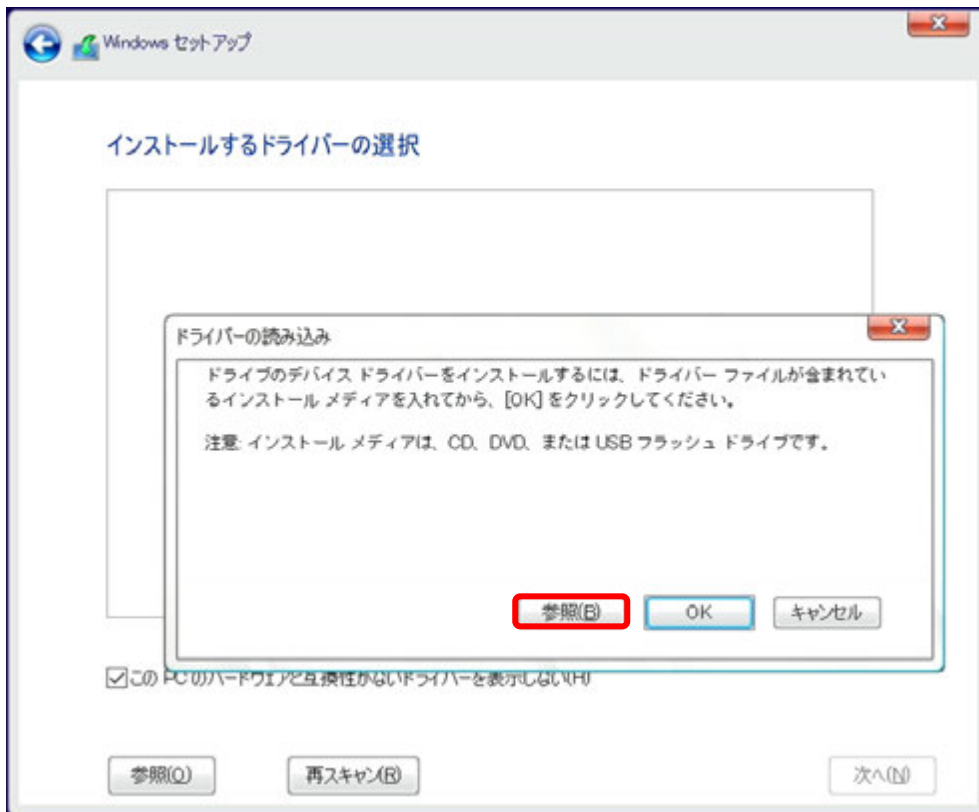 Windows セットアップ
インストールするドライバーの選択
ドライバーの読み込み
ドライブのデバイス ドライバーをインストールするには、ドライバー ファイルが含まれてい
るインストール メディアを入れてから、[OK] をクリックしてください。
注意: インストール メディアは、CD、DVD、または USB フラッシュ ドライブです。
参照(B)
OK
キャンセル
この PC のハードウェアと互換性がないドライバーを表示しない(H)
参照(O)
再スキャン(R)
次へ(N)